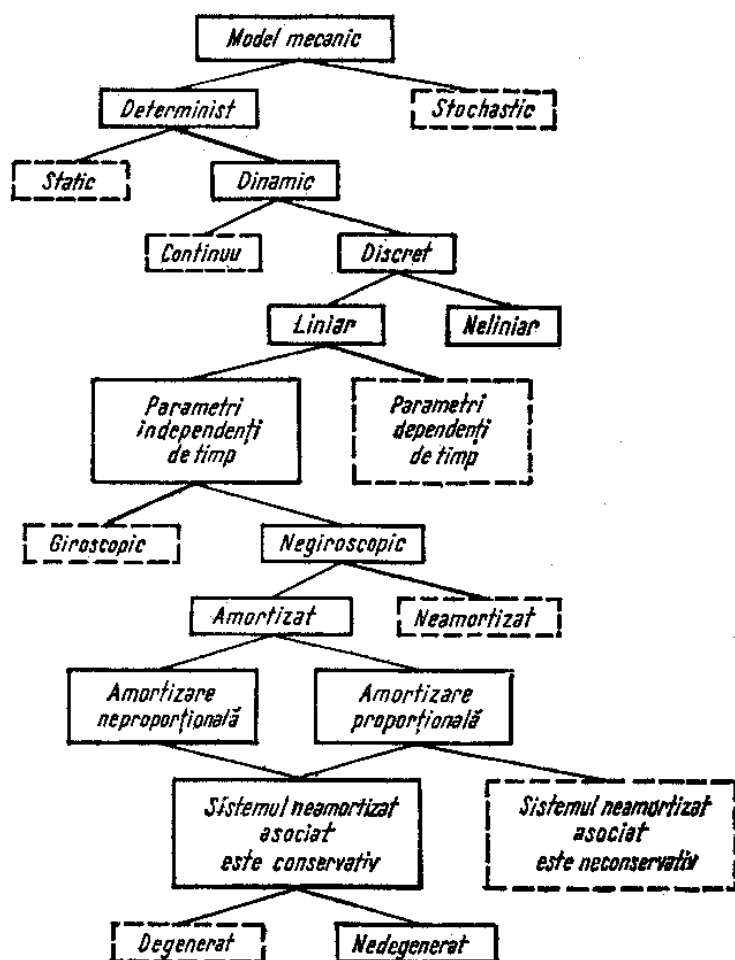 Model mecanic
Determinist
Stochastic
Static
Dinamic
Continuu
Discret
Liniar
Neliniar
Parametri
independenți
de timp
Parametri
dependenți
de timp
Giroscopic
Negiroscopic
Amortizat
Neamortizat
Amortizare
neproporțională
Amortizare
proporțională
Sistemul neamortizat
asociat
este conservativ
Sistemul neamortizat
asociat
este neconservativ
Degenerat
Nedegenerat